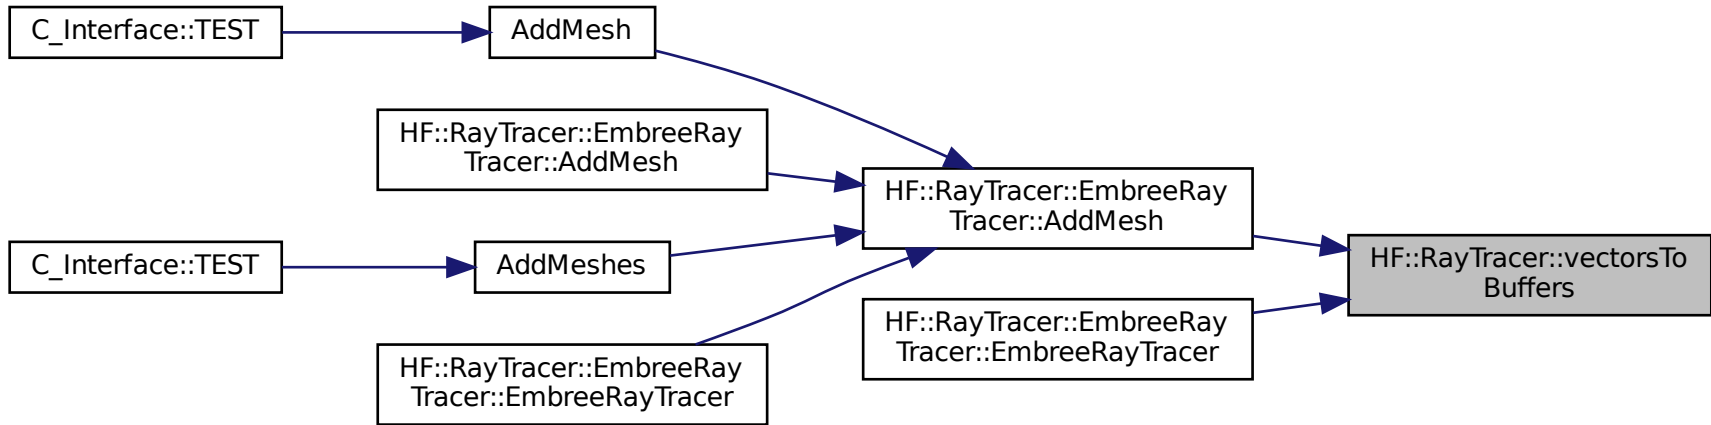 C_Interface::TEST
AddMesh
HF::RayTracer::EmbreeRay
Tracer::AddMesh
HF::RayTracer::EmbreeRay
Tracer::AddMesh
HF::RayTracer::vectorsTo
Buffers
C_Interface::TEST
AddMeshes
HF::RayTracer::EmbreeRay
Tracer::EmbreeRayTracer
HF::RayTracer::EmbreeRay
Tracer::EmbreeRayTracer